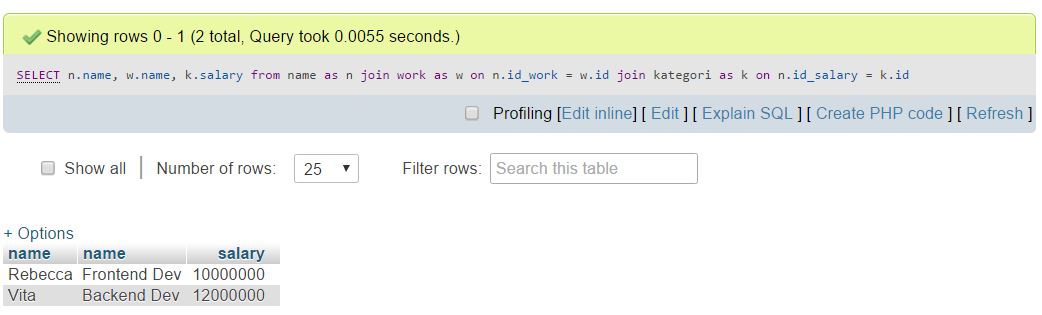 Showing rows 0 - 1 (2 total, Query took 0.0055 seconds.)
SELECT n.name, w.name, k.salary from name as n join work as w on n.id_work = w.id join kategori as k on n.id_salary = k.id
Profiling [Edit inline] [ Edit ] [ Explain SQL ] [ Create PHP code ] [ Refresh ]
Show all Number of rows: 25 Filter rows: Search this table
+ Options
name name salary
Rebecca Frontend Dev 10000000
Vita Backend Dev 12000000